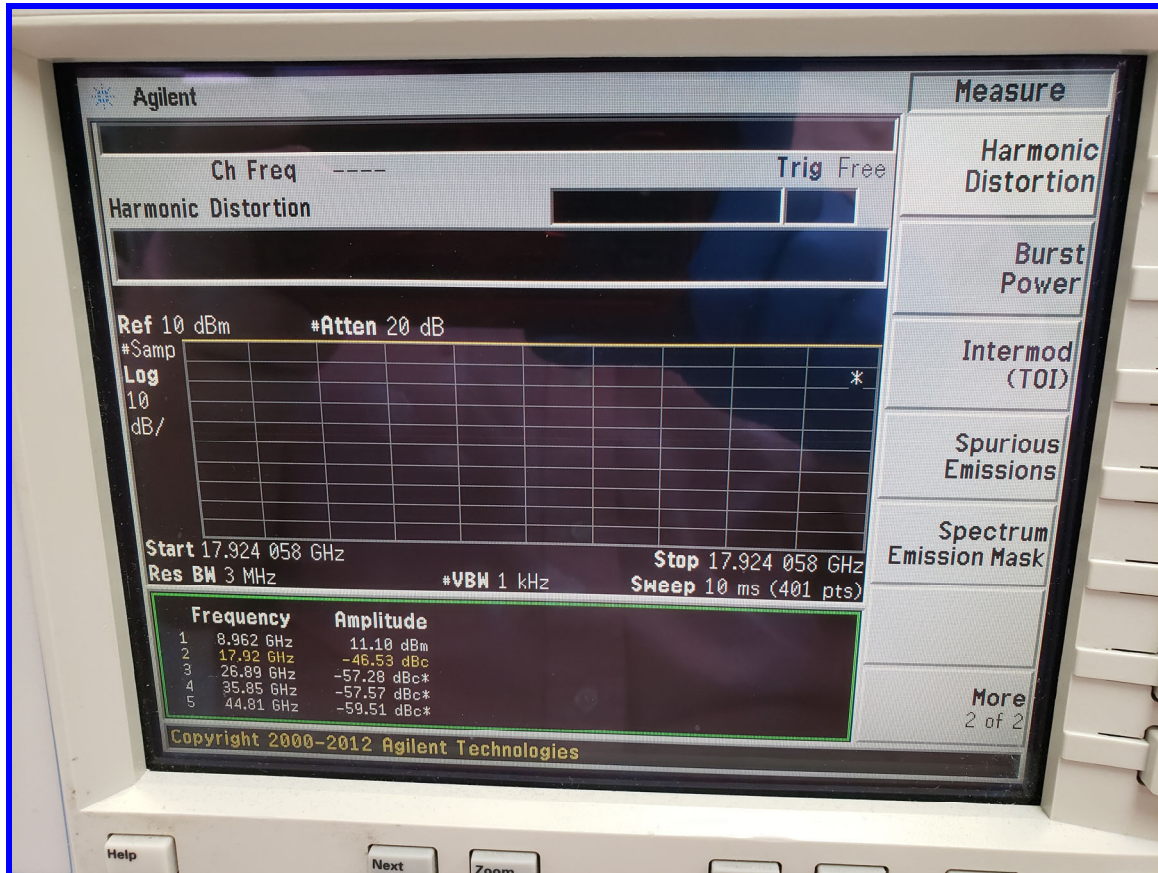 Agilent
Measure
Ch Freq ----
Trig Free
Harmonic Distortion
Harmonic
Distortion
Burst
Power
Ref 10 dBm #Atten 20 dB
#Samp
Log
10
dB/
*
Intermod
(TOI)
Spurious
Emissions
Spectrum
Emission Mask
Start 17.924 058 GHz Stop 17.924 058 GHz
Res BW 3 MHz #VBW 1 kHz Sweep 10 ms (401 pts)
Frequency Amplitude
1 8.962 GHz 11.10 dBm
2 17.92 GHz -46.53 dBc
3 26.89 GHz -57.28 dBc*
4 35.85 GHz -57.57 dBc*
5 44.81 GHz -59.51 dBc*
More
2 of 2
Copyright 2000-2012 Agilent Technologies
Help
Next
Zoom